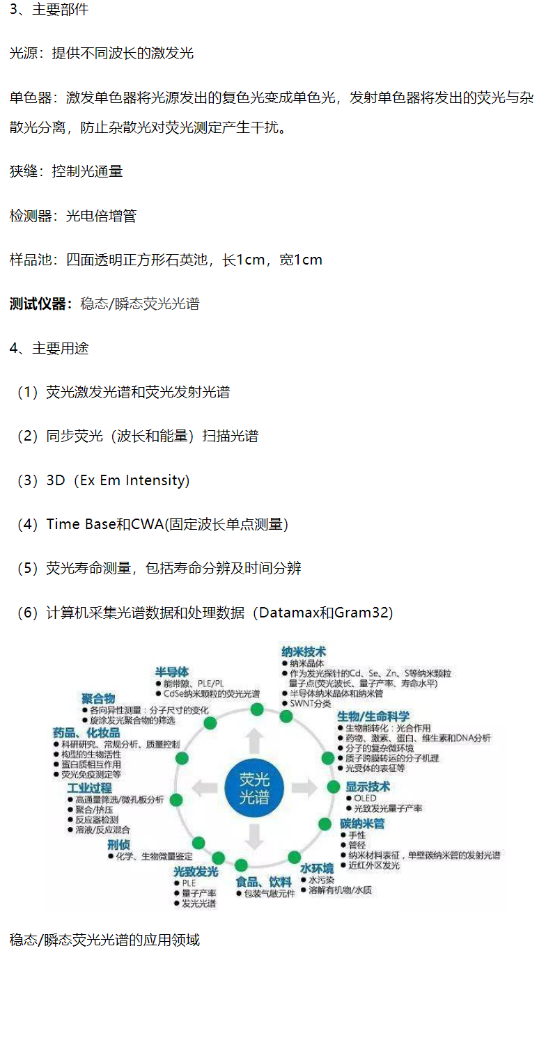 3、主要部件
光源：提供不同波长的激发光
单色器：激发单色器将光源发出的复色光变成单色光，发射单色器将发出的荧光与杂
散光分离，防止杂散光对荧光测定产生干扰。
狭缝：控制光通量
检测器：光电倍增管
样品池：四面透明正方形石英池，长1cm，宽1cm
测试仪器：稳态/瞬态荧光光谱
4、主要用途
（1）荧光激发光谱和荧光发射光谱
（2）同步荧光（波长和能量）扫描光谱
（3）3D（Ex Em Intensity)
（4）Time Base和CWA(固定波长单点测量)
（5）荧光寿命测量，包括寿命分辨及时间分辨
（6）计算机采集光谱数据和处理数据（Datamax和Gram32)
纳米技术
● 纳米晶体
● 作为发光探针的Cd、Se、Zn、S等纳米颗粒
量子点(荧光波长、量子产率、寿命水平)
● 半导体纳米晶体和纳米管
● SWNT分类
生物/生命科学
● 生物能转化：光合作用
● 药物、激素、蛋白、维生素和DNA分析
● 分子的复杂微环境
● 质子跨膜转运的分子机理
● 光受体的表征等
显示技术
● OLED
● 光致发光量子产率
碳纳米管
● 手性
● 管径
● 纳米材料表征，单壁碳纳米管的发射光谱
● 近红外区发光
水环境
● 水污染
● 溶解有机物/水质
食品、饮料
● 包装气敏元件
光致发光
● PLE
● 量子产率
● 发光光谱
刑侦
● 化学、生物微量鉴定
工业过程
● 高通量筛选/微孔板分析
● 聚合/挤压
● 反应器检测
● 溶液/反应混合
药品、化妆品
● 科研研究、常规分析、质量控制
● 构型的生物活性
● 蛋白质相互作用
● 荧光免疫测定等
聚合物
● 各向异性测量：分子尺寸的变化
● 旋涂发光聚合物的筛选
半导体
● 能带隙、PLE/PL
● CdSe纳米颗粒的荧光光谱
荧光
光谱
稳态/瞬态荧光光谱的应用领域